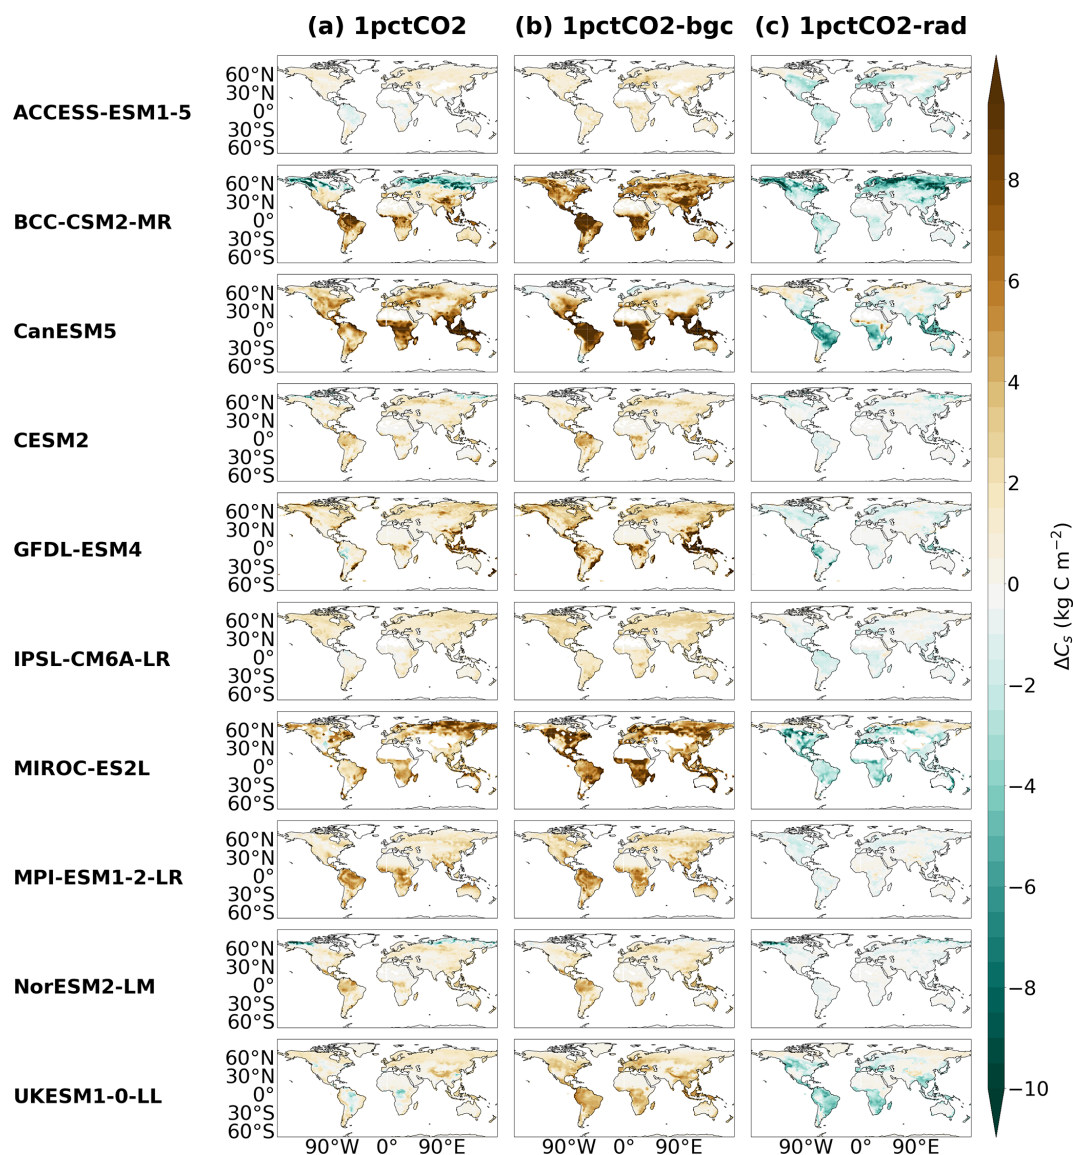 (a) 1pctCO2 (b) 1pctCO2-bgc (c) 1pctCO2-rad
ACCESS-ESM1-5
60°N
30°N
0°
30°S
60°S
BCC-CSM2-MR
60°N
30°N
0°
30°S
60°S
CanESM5
60°N
30°N
0°
30°S
60°S
CESM2
60°N
30°N
0°
30°S
60°S
GFDL-ESM4
60°N
30°N
0°
30°S
60°S
IPSL-CM6A-LR
60°N
30°N
0°
30°S
60°S
MIROC-ES2L
60°N
30°N
0°
30°S
60°S
MPI-ESM1-2-LR
60°N
30°N
0°
30°S
60°S
NorESM2-LM
60°N
30°N
0°
30°S
60°S
UKESM1-0-LL
60°N
30°N
0°
30°S
60°S
90°W 0° 90°E 90°W 0° 90°E 90°W 0° 90°E
8
6
4
2
0
−2
−4
−6
−8
−10
ΔCₛ (kg C m⁻²)